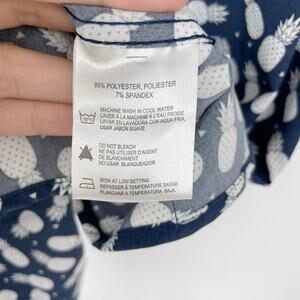 93% POLYESTER, POLIESTER
7% SPANDEX
MACHINE WASH IN COOL WATER
LAVER À LA MACHINE À L'EAU FROIDE
LAVAR EN LAVADORA CON AGUA FRIA,
USAR JABON SUAVE
DO NOT BLEACH
NE PAS UTILISER D'AGENT
DE BLANCHIMENT
NO USAR BLANQUEADOR
IRON AT LOW SETTING
REPASSER À TEMPÉRATURE BASSE
PLANCHAR A TEMPERATURA
BAJA.